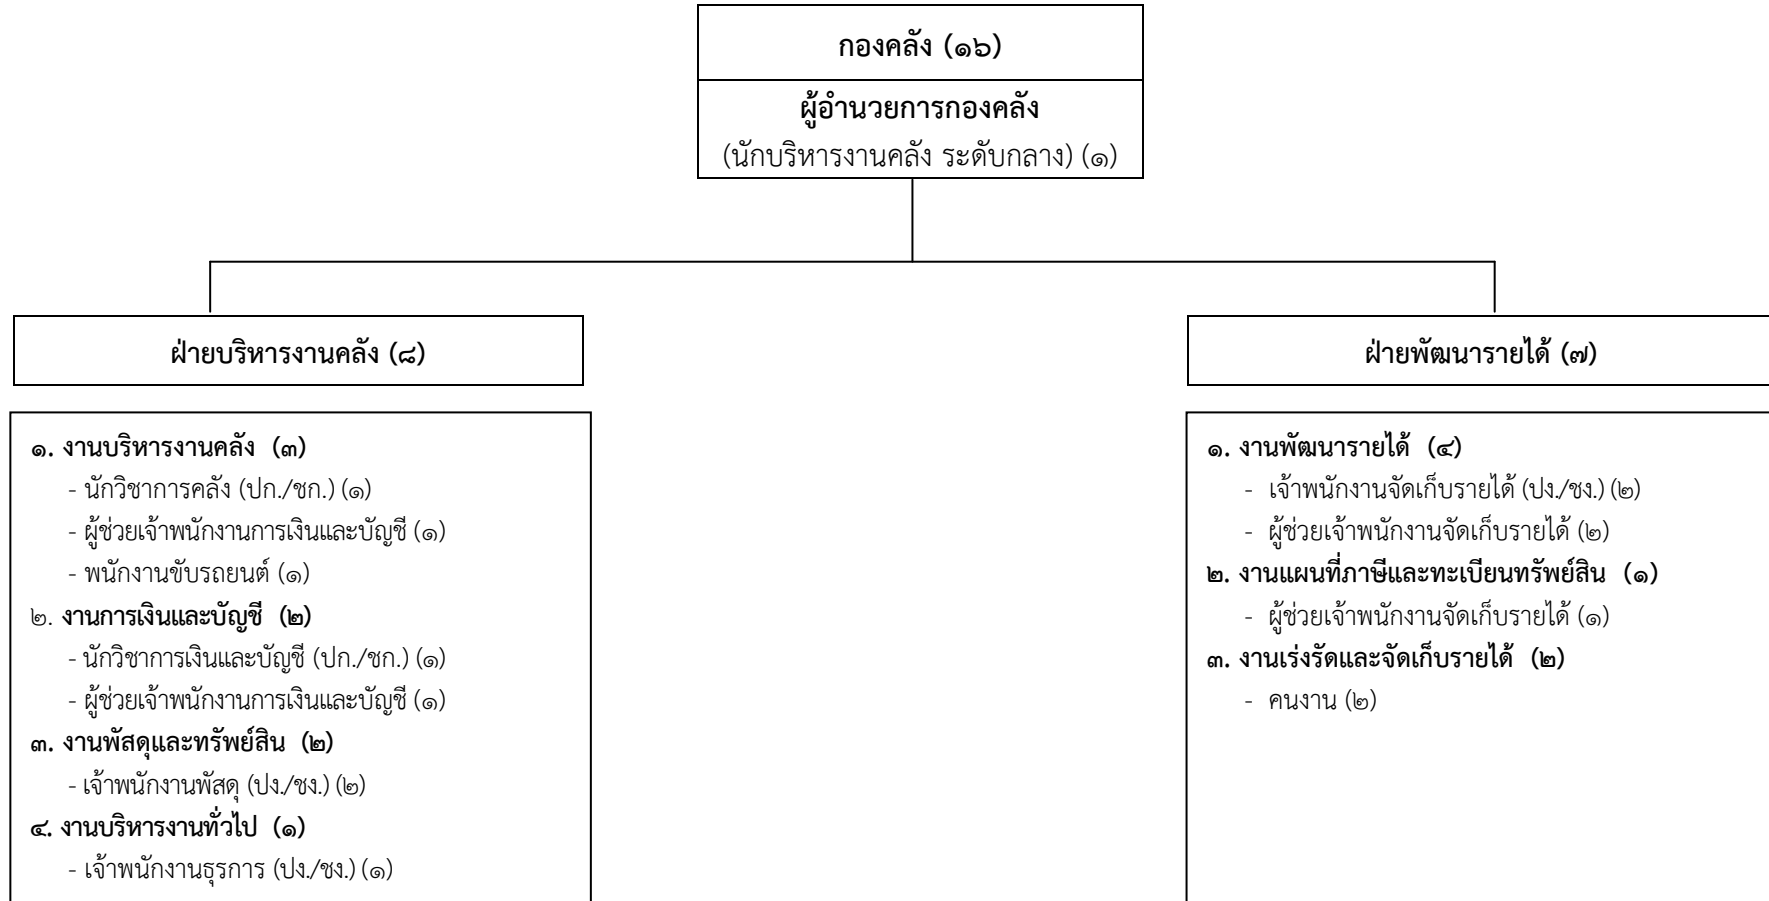 กองคลัง (๑๖)
ผู้อำนวยการกองคลัง
(นักบริหารงานคลัง ระดับกลาง) (๑)
ฝ่ายบริหารงานคลัง (๘)
๑. งานบริหารงานคลัง (๓)
- นักวิชาการคลัง (ปก./ชก.) (๑)
- ผู้ช่วยเจ้าพนักงานการเงินและบัญชี (๑)
- พนักงานขับรถยนต์ (๑)
๒. งานการเงินและบัญชี (๒)
- นักวิชาการเงินและบัญชี (ปก./ชก.) (๑)
- ผู้ช่วยเจ้าพนักงานการเงินและบัญชี (๑)
๓. งานพัสดุและทรัพย์สิน (๒)
- เจ้าพนักงานพัสดุ (ปง./ชง.) (๒)
๔. งานบริหารงานทั่วไป (๑)
- เจ้าพนักงานธุรการ (ปง./ชง.) (๑)
ฝ่ายพัฒนารายได้ (๗)
๑. งานพัฒนารายได้ (๔)
- เจ้าพนักงานจัดเก็บรายได้ (ปง./ชง.) (๒)
- ผู้ช่วยเจ้าพนักงานจัดเก็บรายได้ (๒)
๒. งานแผนที่ภาษีและทะเบียนทรัพย์สิน (๑)
- ผู้ช่วยเจ้าพนักงานจัดเก็บรายได้ (๑)
๓. งานเร่งรัดและจัดเก็บรายได้ (๒)
- คนงาน (๒)